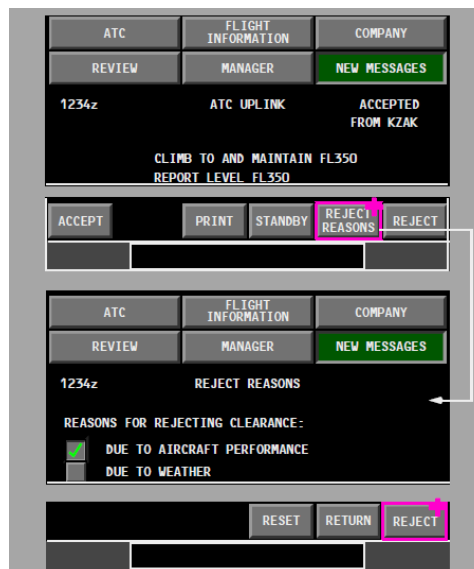 ATC FLIGHT INFORMATION COMPANY
REVIEW MANAGER NEW MESSAGES
1234z ATC UPLINK ACCEPTED
FROM KZAK
CLIMB TO AND MAINTAIN FL350
REPORT LEVEL FL350
ACCEPT PRINT STANDBY REJECT REASONS REJECT
ATC FLIGHT INFORMATION COMPANY
REVIEW MANAGER NEW MESSAGES
1234z REJECT REASONS
REASONS FOR REJECTING CLEARANCE:
DUE TO AIRCRAFT PERFORMANCE
DUE TO WEATHER
RESET RETURN REJECT